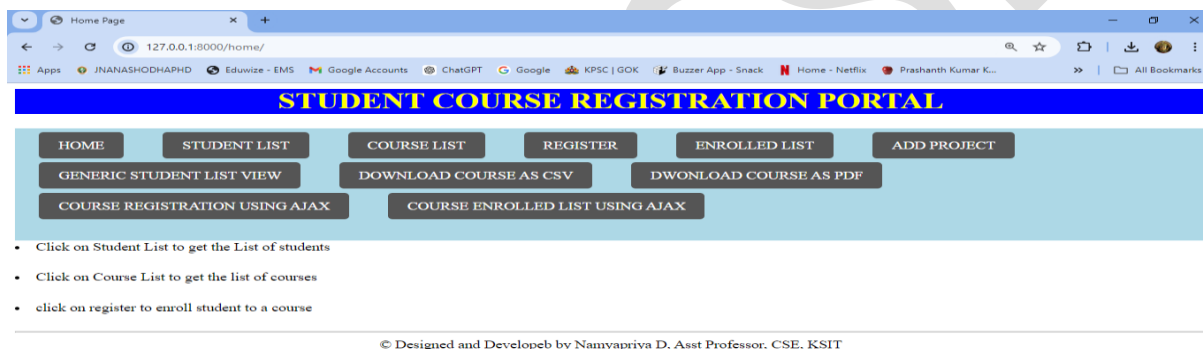 Home Page
127.0.0.1:8000/home/
Apps JNANASHODHAPHD Eduwize - EMS Google Accounts ChatGPT Google KPSC | GOK Buzzer App - Snack Home - Netflix Prashanth Kumar K... All Bookmarks
STUDENT COURSE REGISTRATION PORTAL
HOME STUDENT LIST COURSE LIST REGISTER ENROLLED LIST ADD PROJECT
GENERIC STUDENT LIST VIEW DOWNLOAD COURSE AS CSV DWONLOAD COURSE AS PDF
COURSE REGISTRATION USING AJAX COURSE ENROLLED LIST USING AJAX
• Click on Student List to get the List of students
• Click on Course List to get the list of courses
• click on register to enroll student to a course
© Designed and Developeb by Namyapriya D, Asst Professor, CSE, KSIT